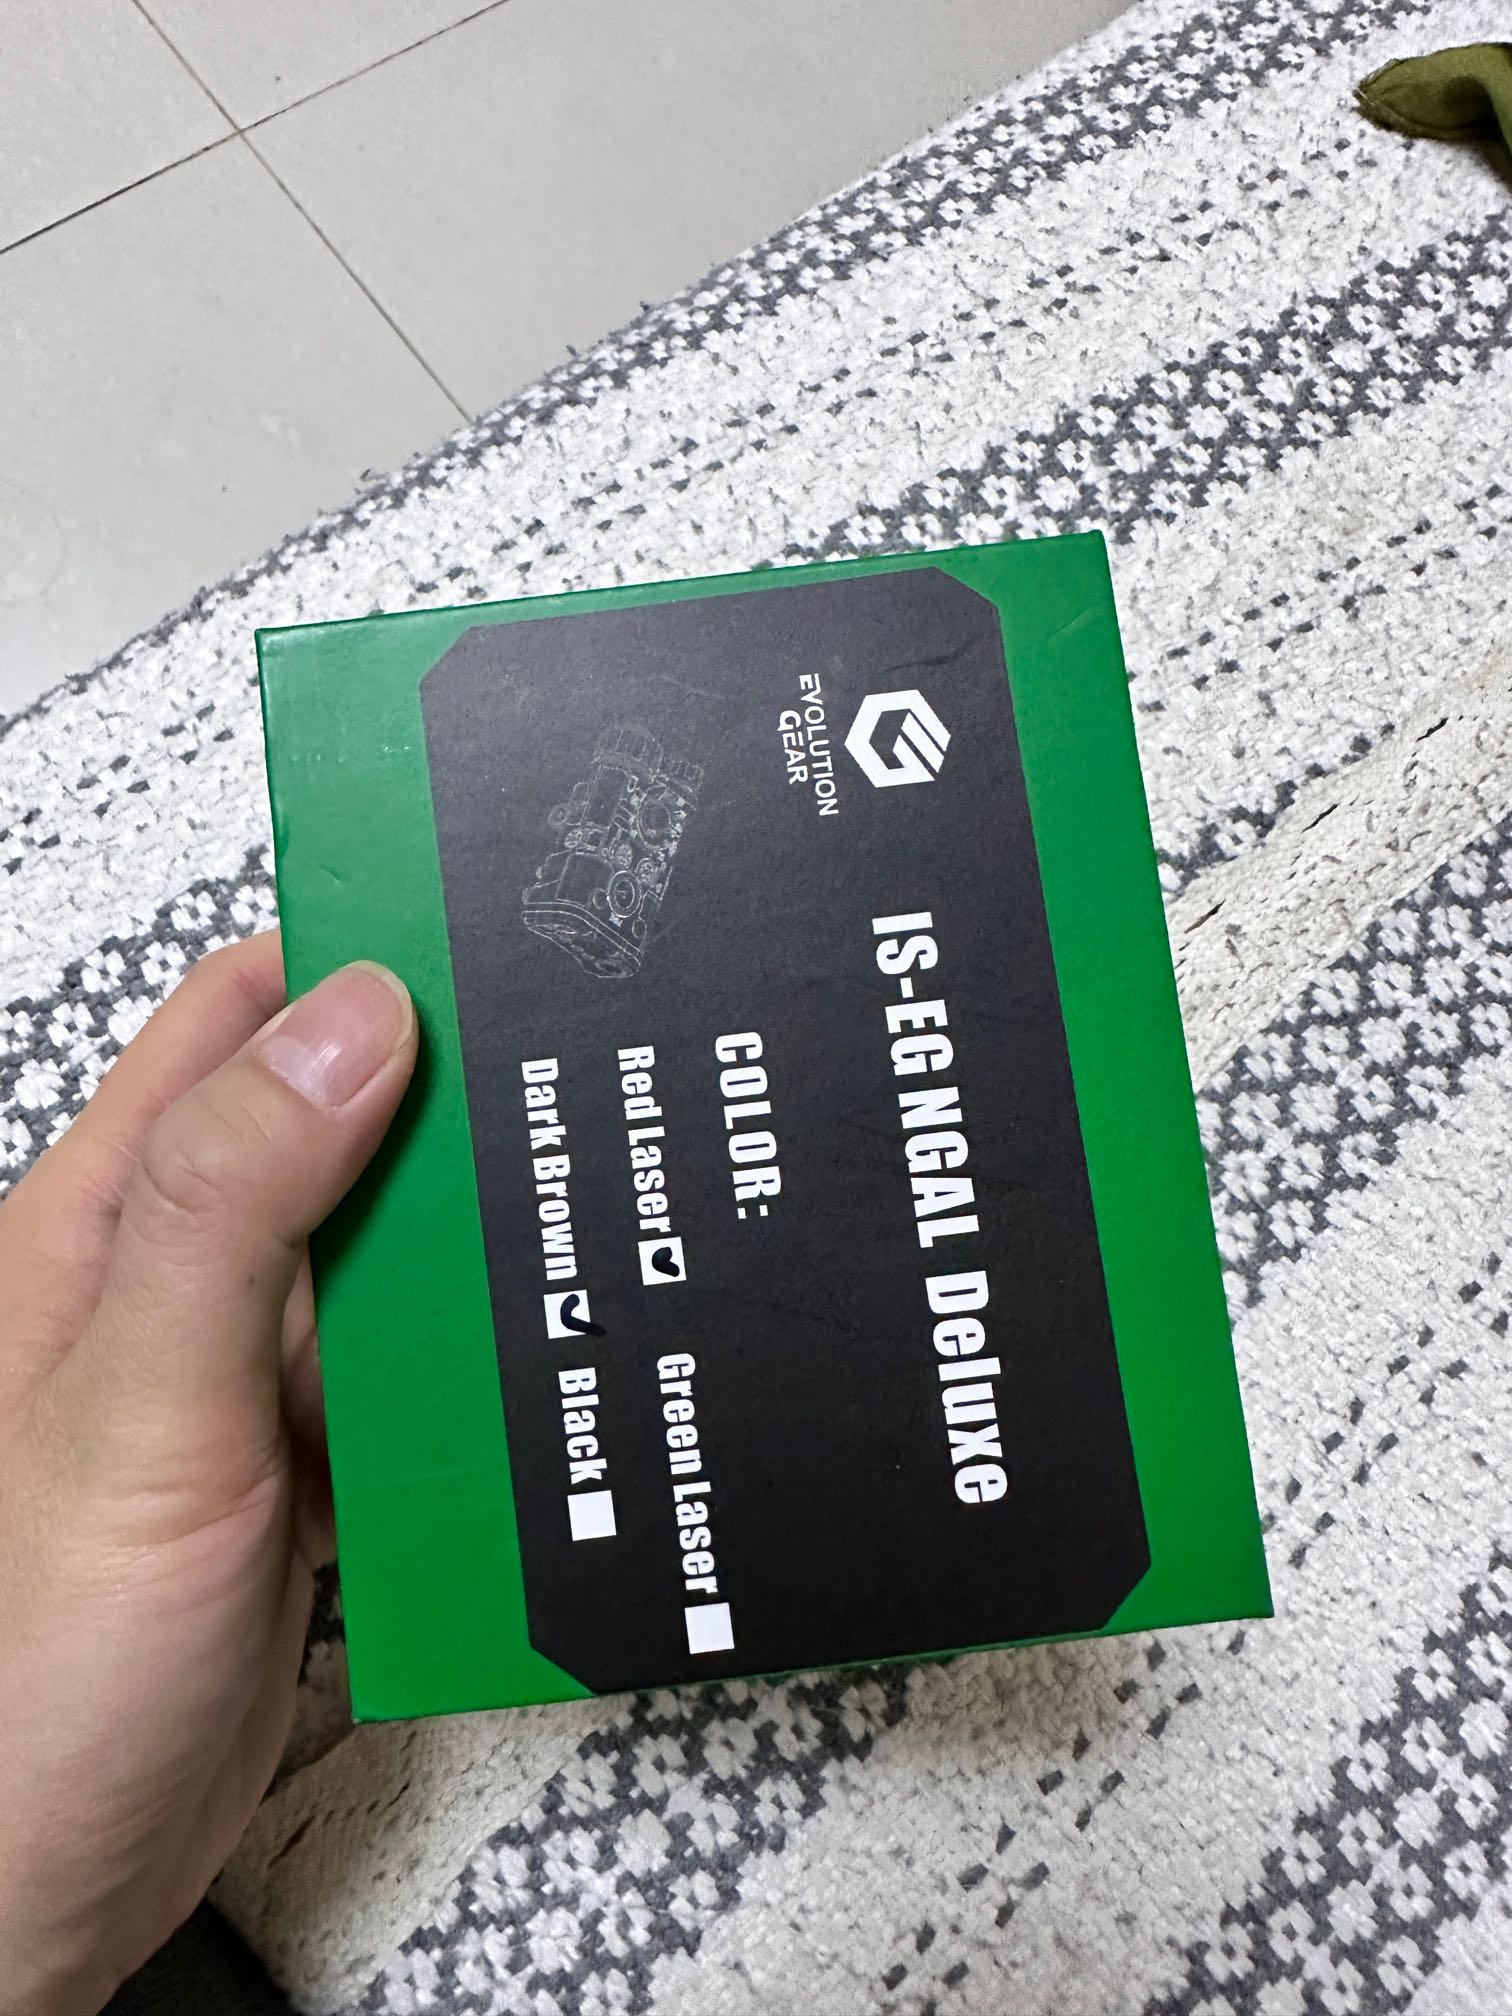 EVOLUTION
GEAR
IS-EG NGAL Deluxe
COLOR:
Red Laser Green Laser
Dark Brown Black